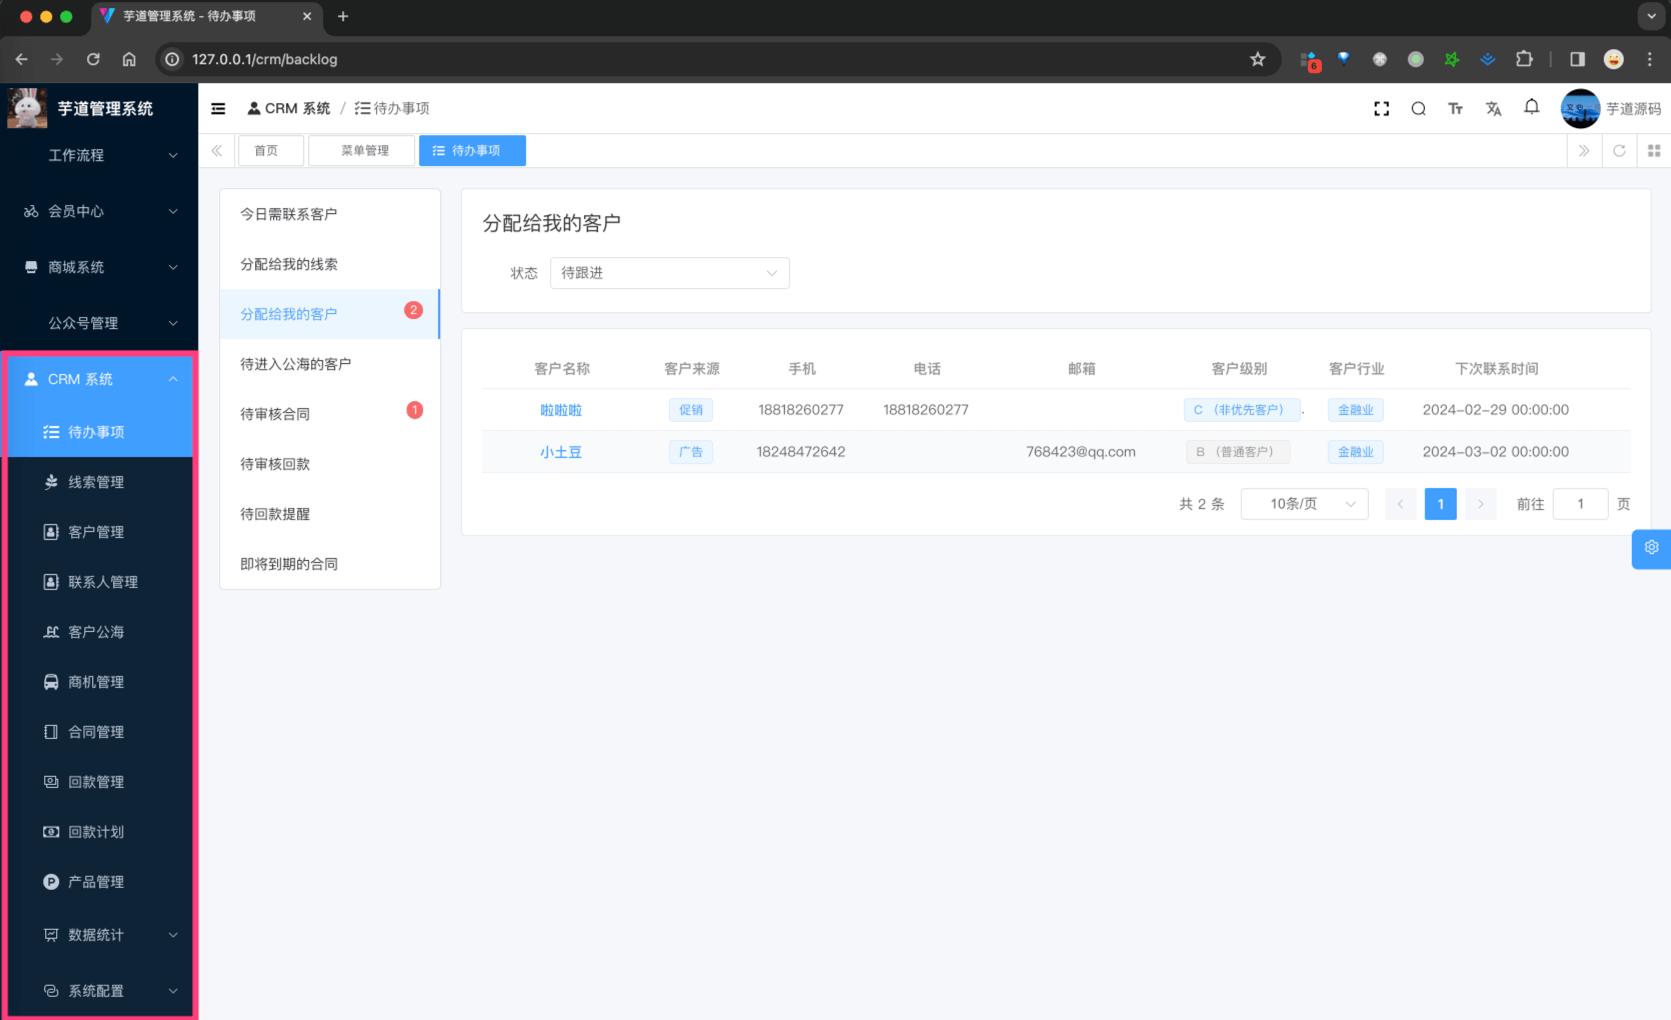 芋道管理系统 - 待办事项
127.0.0.1/crm/backlog
6
芋道管理系统
CRM 系统 / 待办事项
芋道源码
首页
菜单管理
待办事项
工作流程
会员中心
商城系统
公众号管理
CRM 系统
待办事项
线索管理
客户管理
联系人管理
客户公海
商机管理
合同管理
回款管理
回款计划
产品管理
数据统计
系统配置
今日需联系客户
分配给我的线索
分配给我的客户 2
待进入公海的客户
待审核合同 1
待审核回款
待回款提醒
即将到期的合同
分配给我的客户
状态 待跟进
客户名称 客户来源 手机 电话 邮箱 客户级别 客户行业 下次联系时间
啦啦啦 促销 18818260277 18818260277 C （非优先客户） 金融业 2024-02-29 00:00:00
小土豆 广告 18248472642 768423@qq.com B （普通客户） 金融业 2024-03-02 00:00:00
共 2 条 10条/页 1 前往 1 页